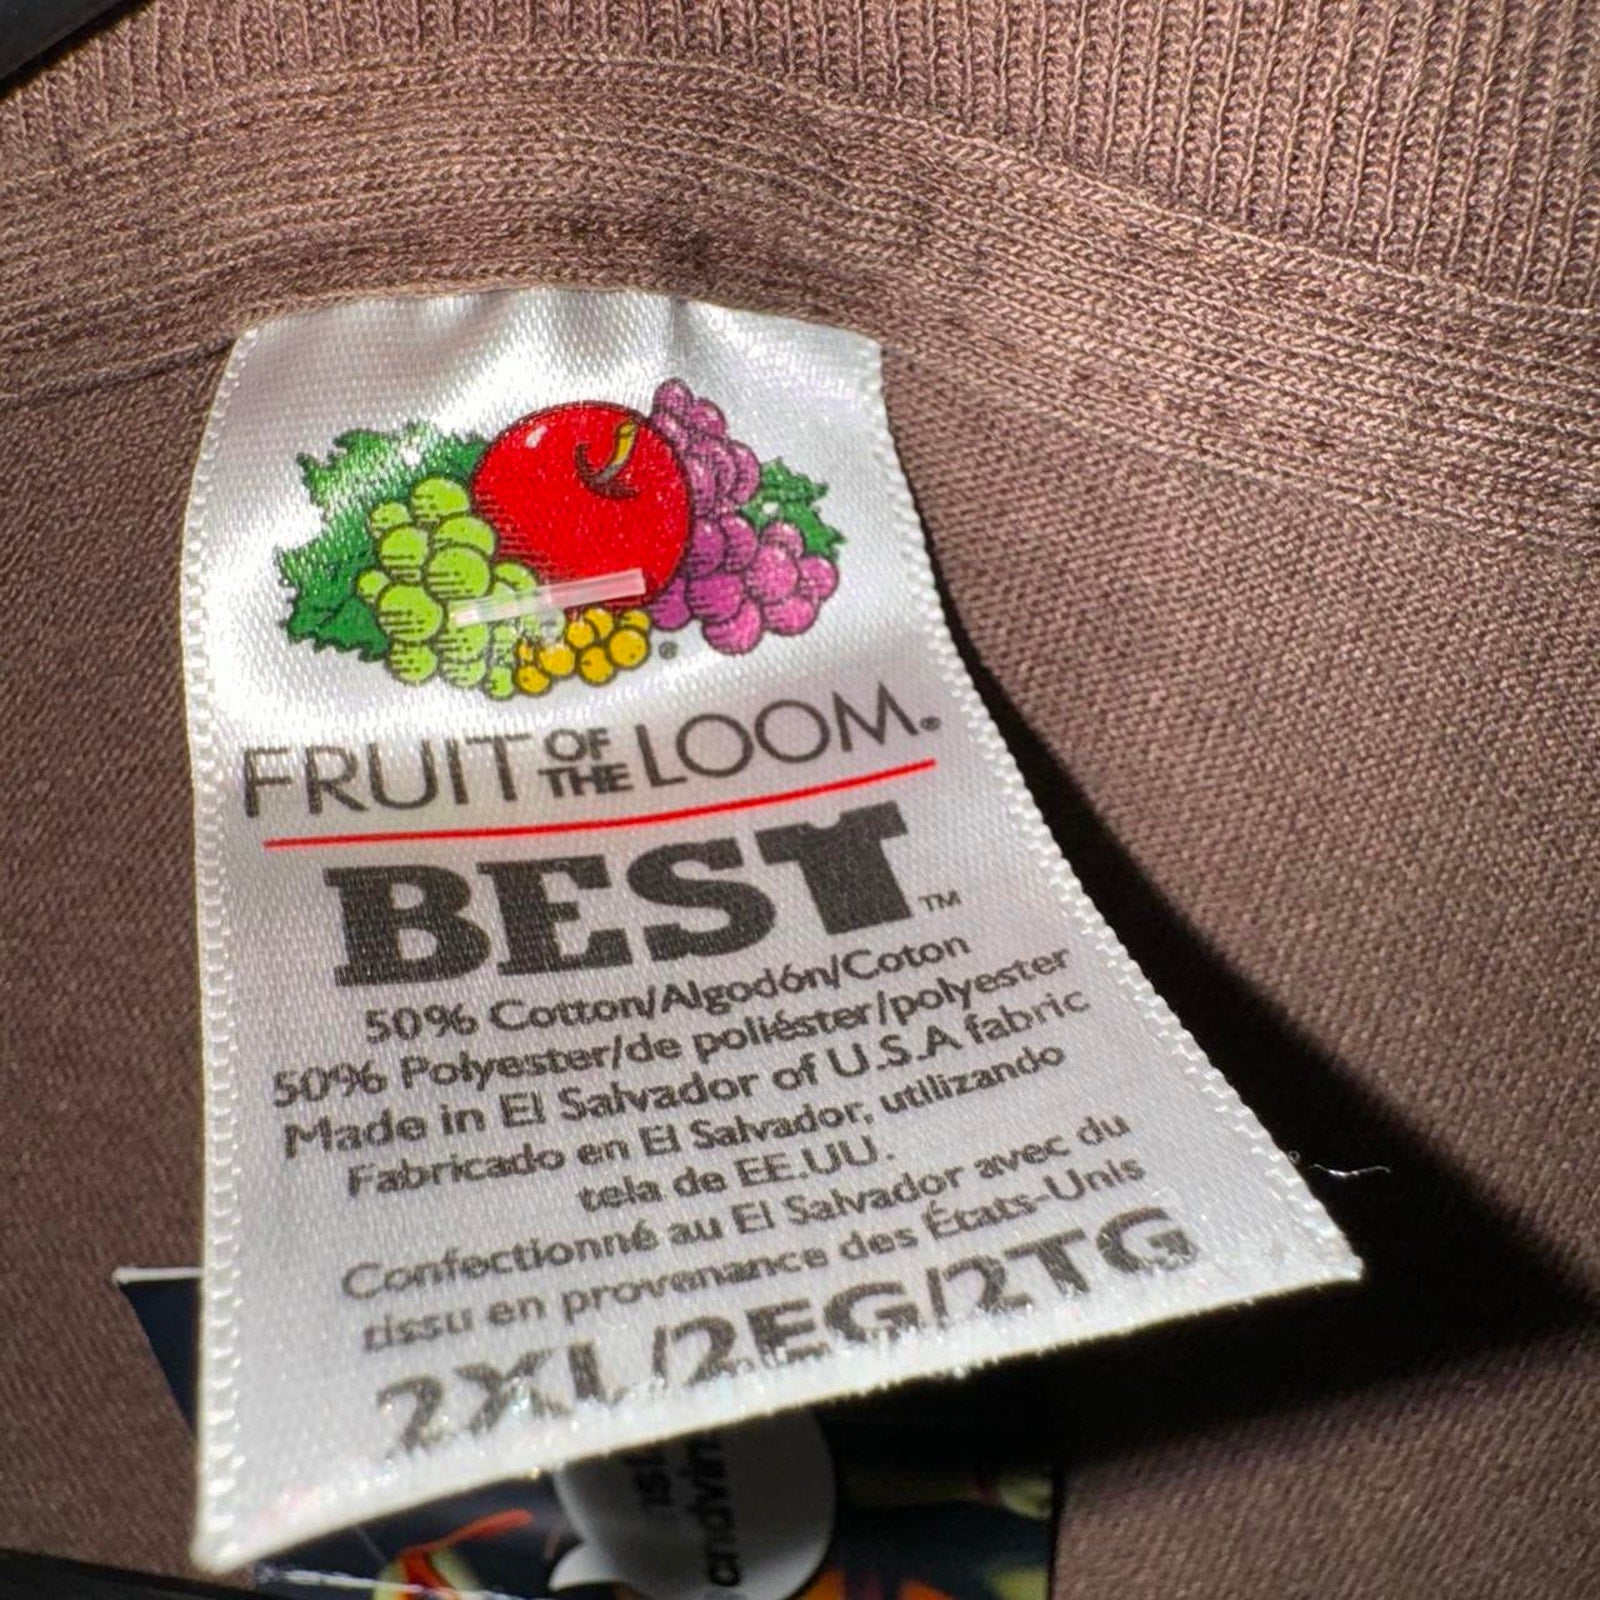 FRUIT OF THE LOOM®
BEST™
50% Cotton/Algodón/Coton
50% Polyester/de poliéster/polyester
Made in El Salvador of U.S.A fabric
Fabricado en El Salvador, utilizando
tela de EE.UU.
Confectionné au El Salvador avec du
tissu en provenance des États-Unis
2XL/2EG/2TG